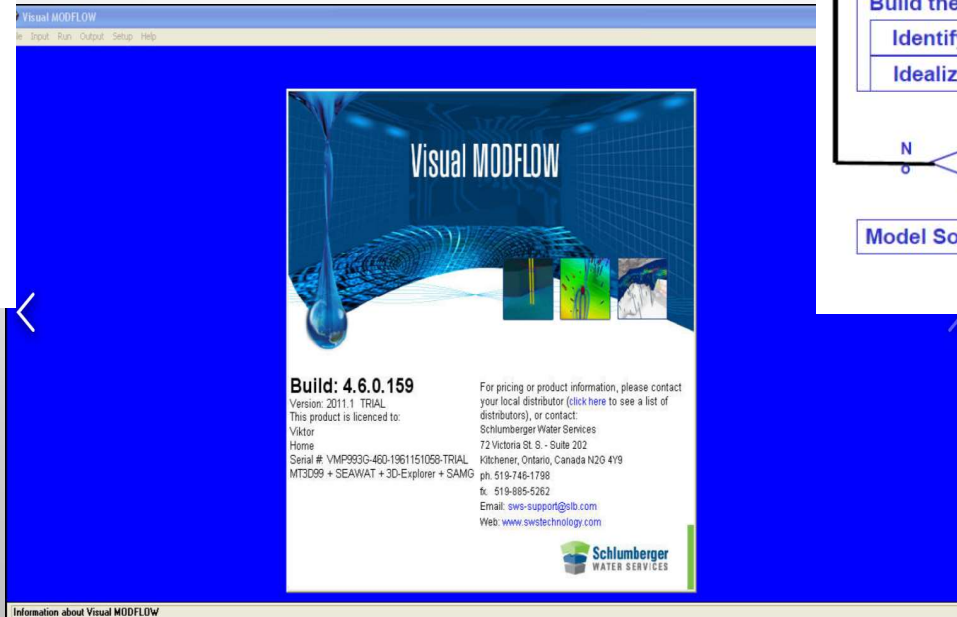 Visual MODFLOW
Input Run Output Setup Help
Visual MODFLOW
Build: 4.6.0.159
Version: 2011.1 TRIAL
This product is licenced to:
Viktor
Home
Serial #: VMP993G-460-1961151058-TRIAL
MT3D99 + SEAWAT + 3D-Explorer + SAMG
For pricing or product information, please contact
your local distributor (click here to see a list of
distributors), or contact:
Schlumberger Water Services
72 Victoria St. S. - Suite 202
Kitchener, Ontario, Canada N2G 4Y9
ph. 519-746-1798
fx. 519-885-5262
Email: sws-support@slb.com
Web: www.swstechnology.com
Schlumberger
WATER SERVICES
Information about Visual MODFLOW
Build the
N
o
Model